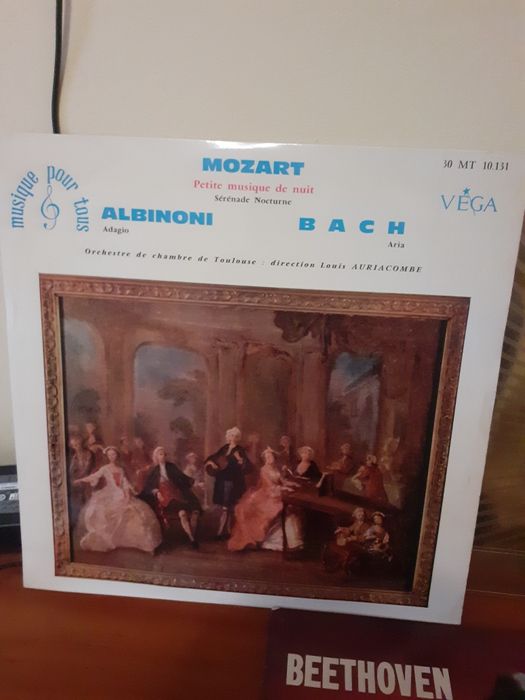 musique pour tous
MOZART
30 MT 10.131
Petite musique de nuit
Sérénade Nocturne
VEGA
ALBINONI
BACH
Adagio
Aria
Orchestre de chambre de Toulouse : direction Louis AURIACOMBE
BEETHOVEN